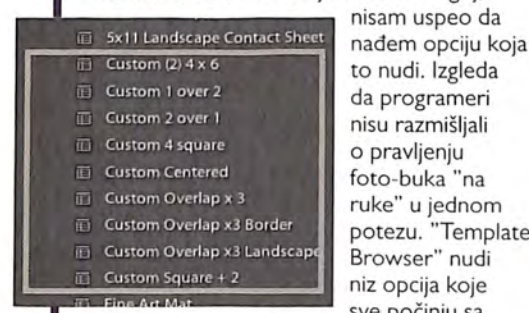 5x11 Landscape Contact Sheet
Custom (2) 4 x 6
Custom 1 over 2
Custom 2 over 1
Custom 4 square
Custom Centered
Custom Overlap x 3
Custom Overlap x3 Border
Custom Overlap x3 Landscape
Custom Square + 2
Fine Art Mat
nisam uspeo da
nađem opciju koja
to nudi. Izgleda
da programeri
nisu razmišljali
o pravljenju
foto-buka "na
ruke" u jednom
potezu. "Template
Browser" nudi
niz opcija koje
sve počinju sa